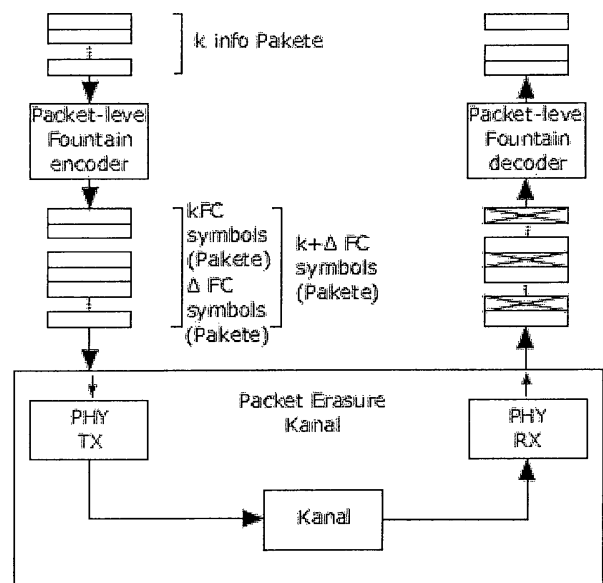 k info Pakete
Packet-level
Fountain
encoder
Packet-level
Fountain
decoder
kFC
symbols
(Pakete)
Δ FC
symbols
(Pakete)
k+Δ FC
symbols
(Pakete)
Packet Erasure
Kanal
PHY
TX
PHY
RX
Kanal